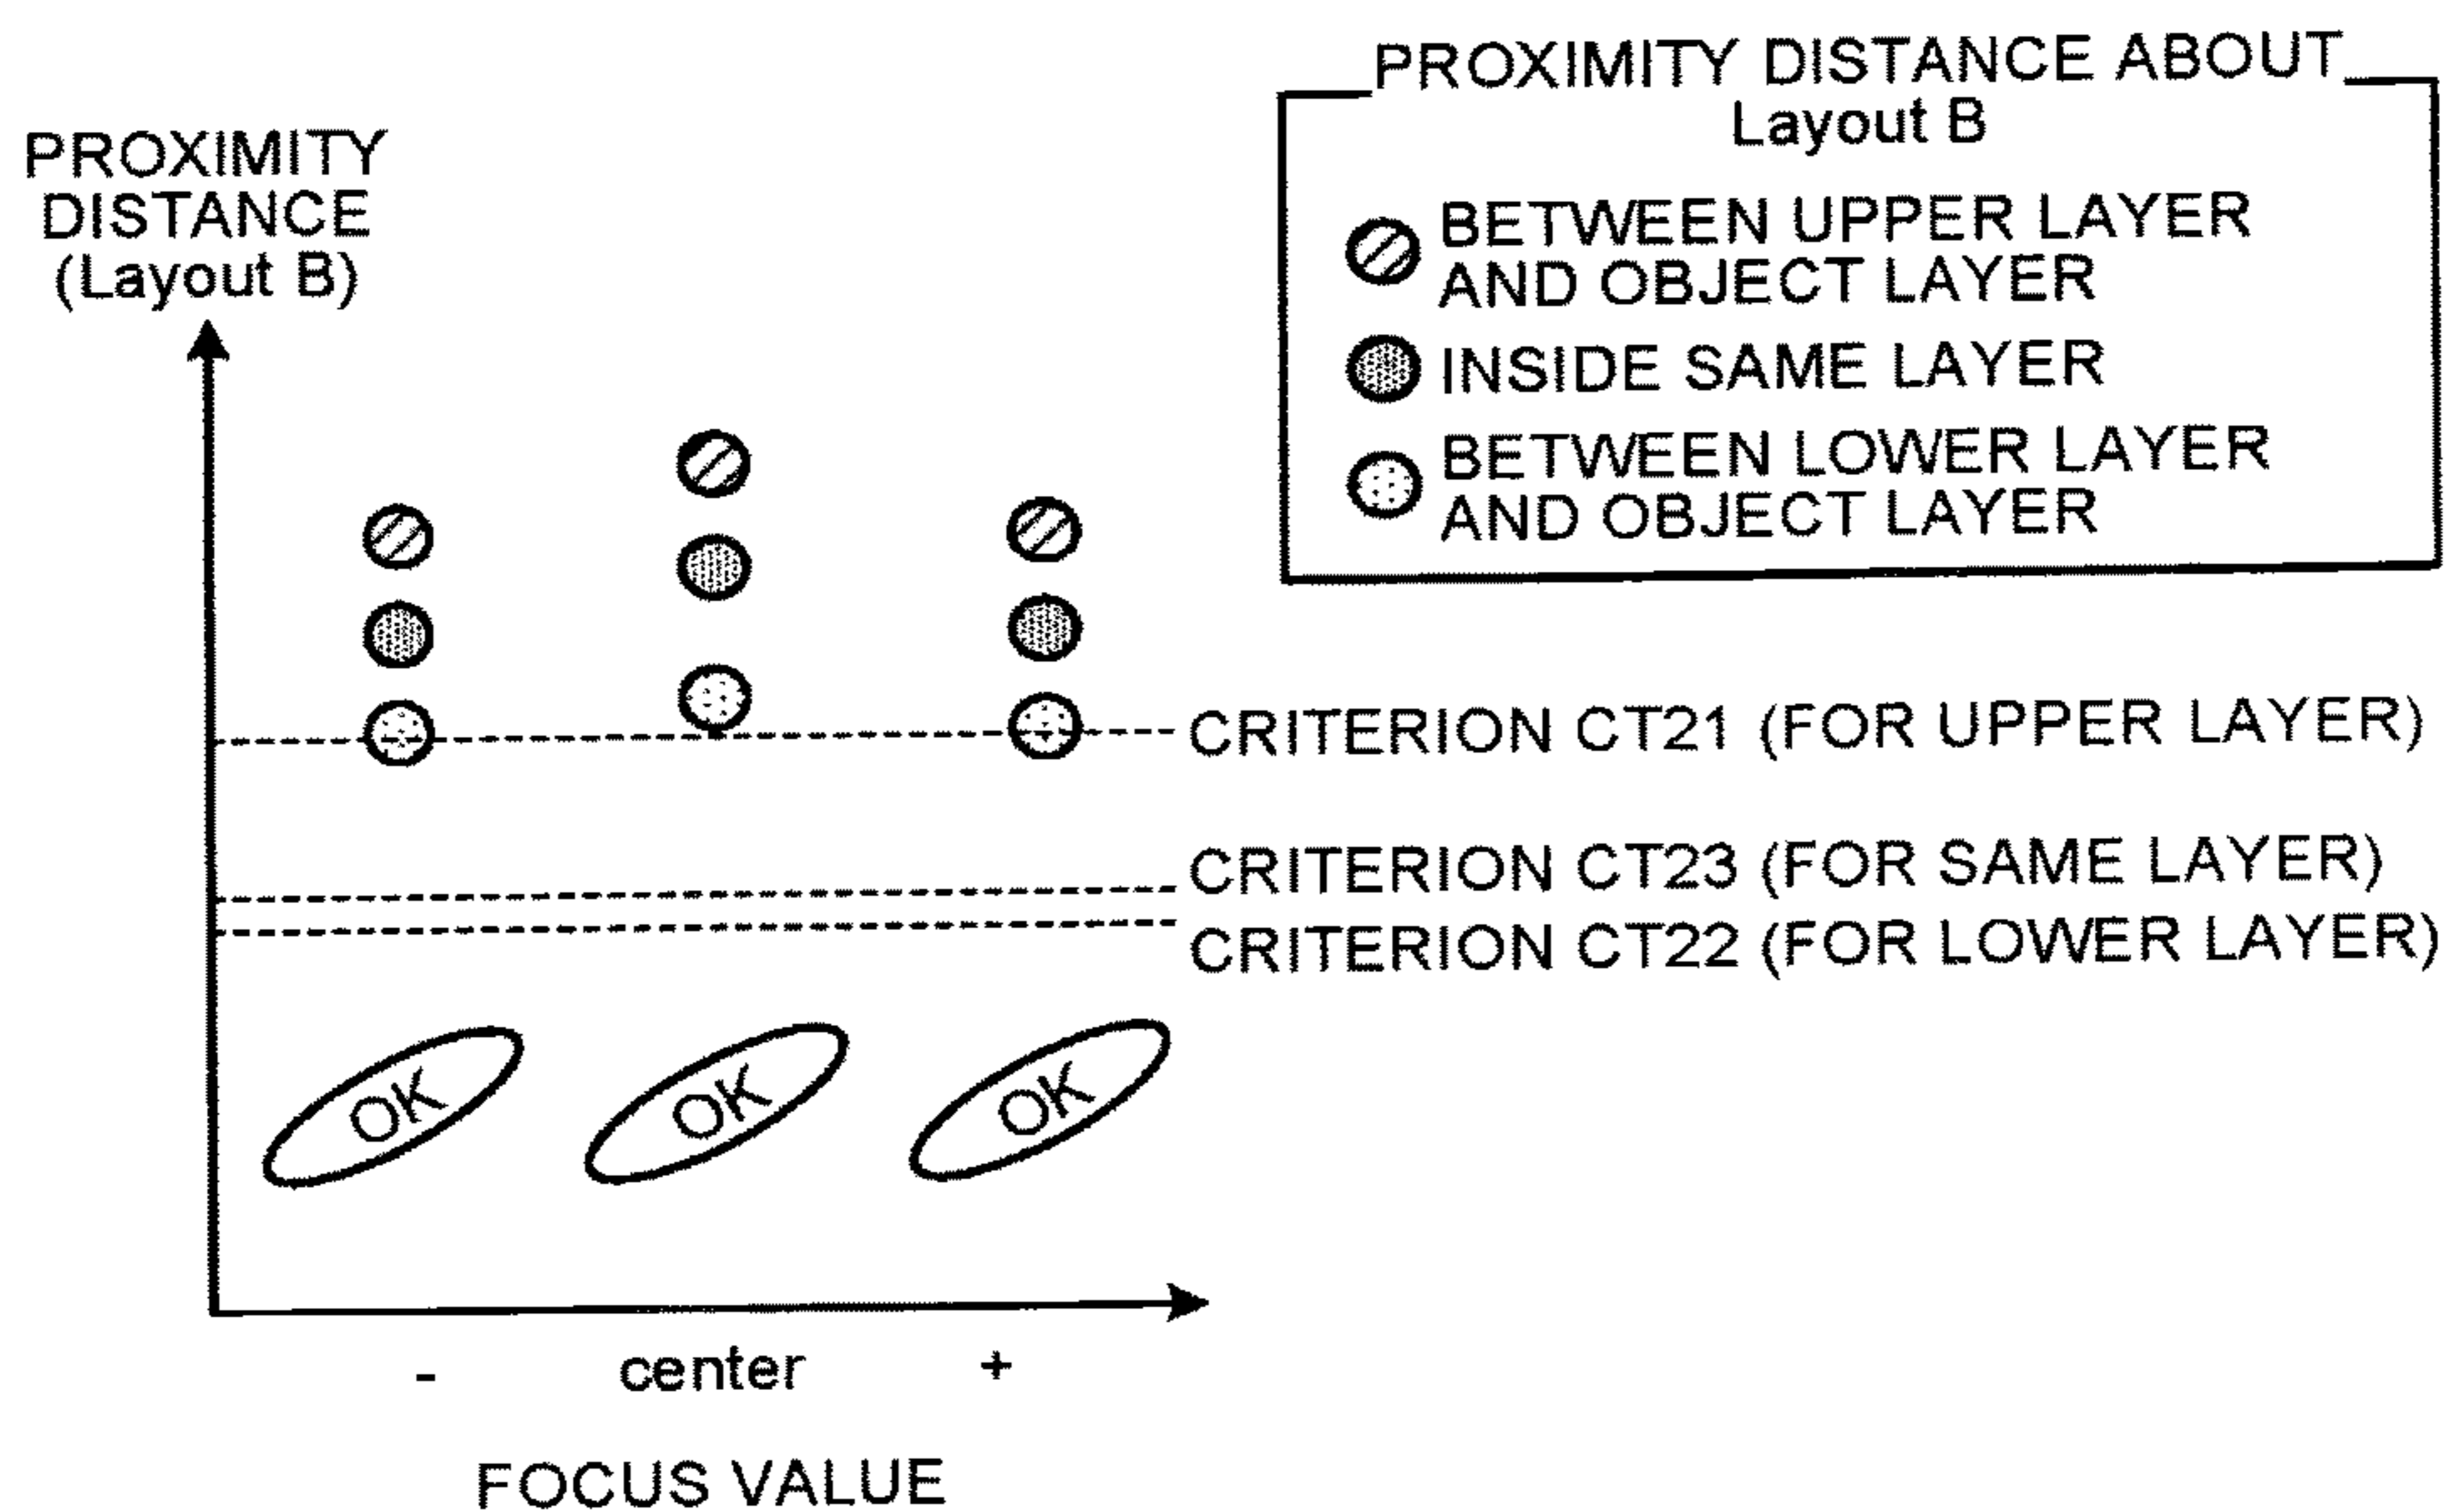 PROXIMITY
DISTANCE
(Layout B)
PROXIMITY DISTANCE ABOUT
Layout B
BETWEEN UPPER LAYER
AND OBJECT LAYER
INSIDE SAME LAYER
BETWEEN LOWER LAYER
AND OBJECT LAYER
CRITERION CT21 (FOR UPPER LAYER)
CRITERION CT23 (FOR SAME LAYER)
CRITERION CT22 (FOR LOWER LAYER)
OK OK OK
- center +
FOCUS VALUE